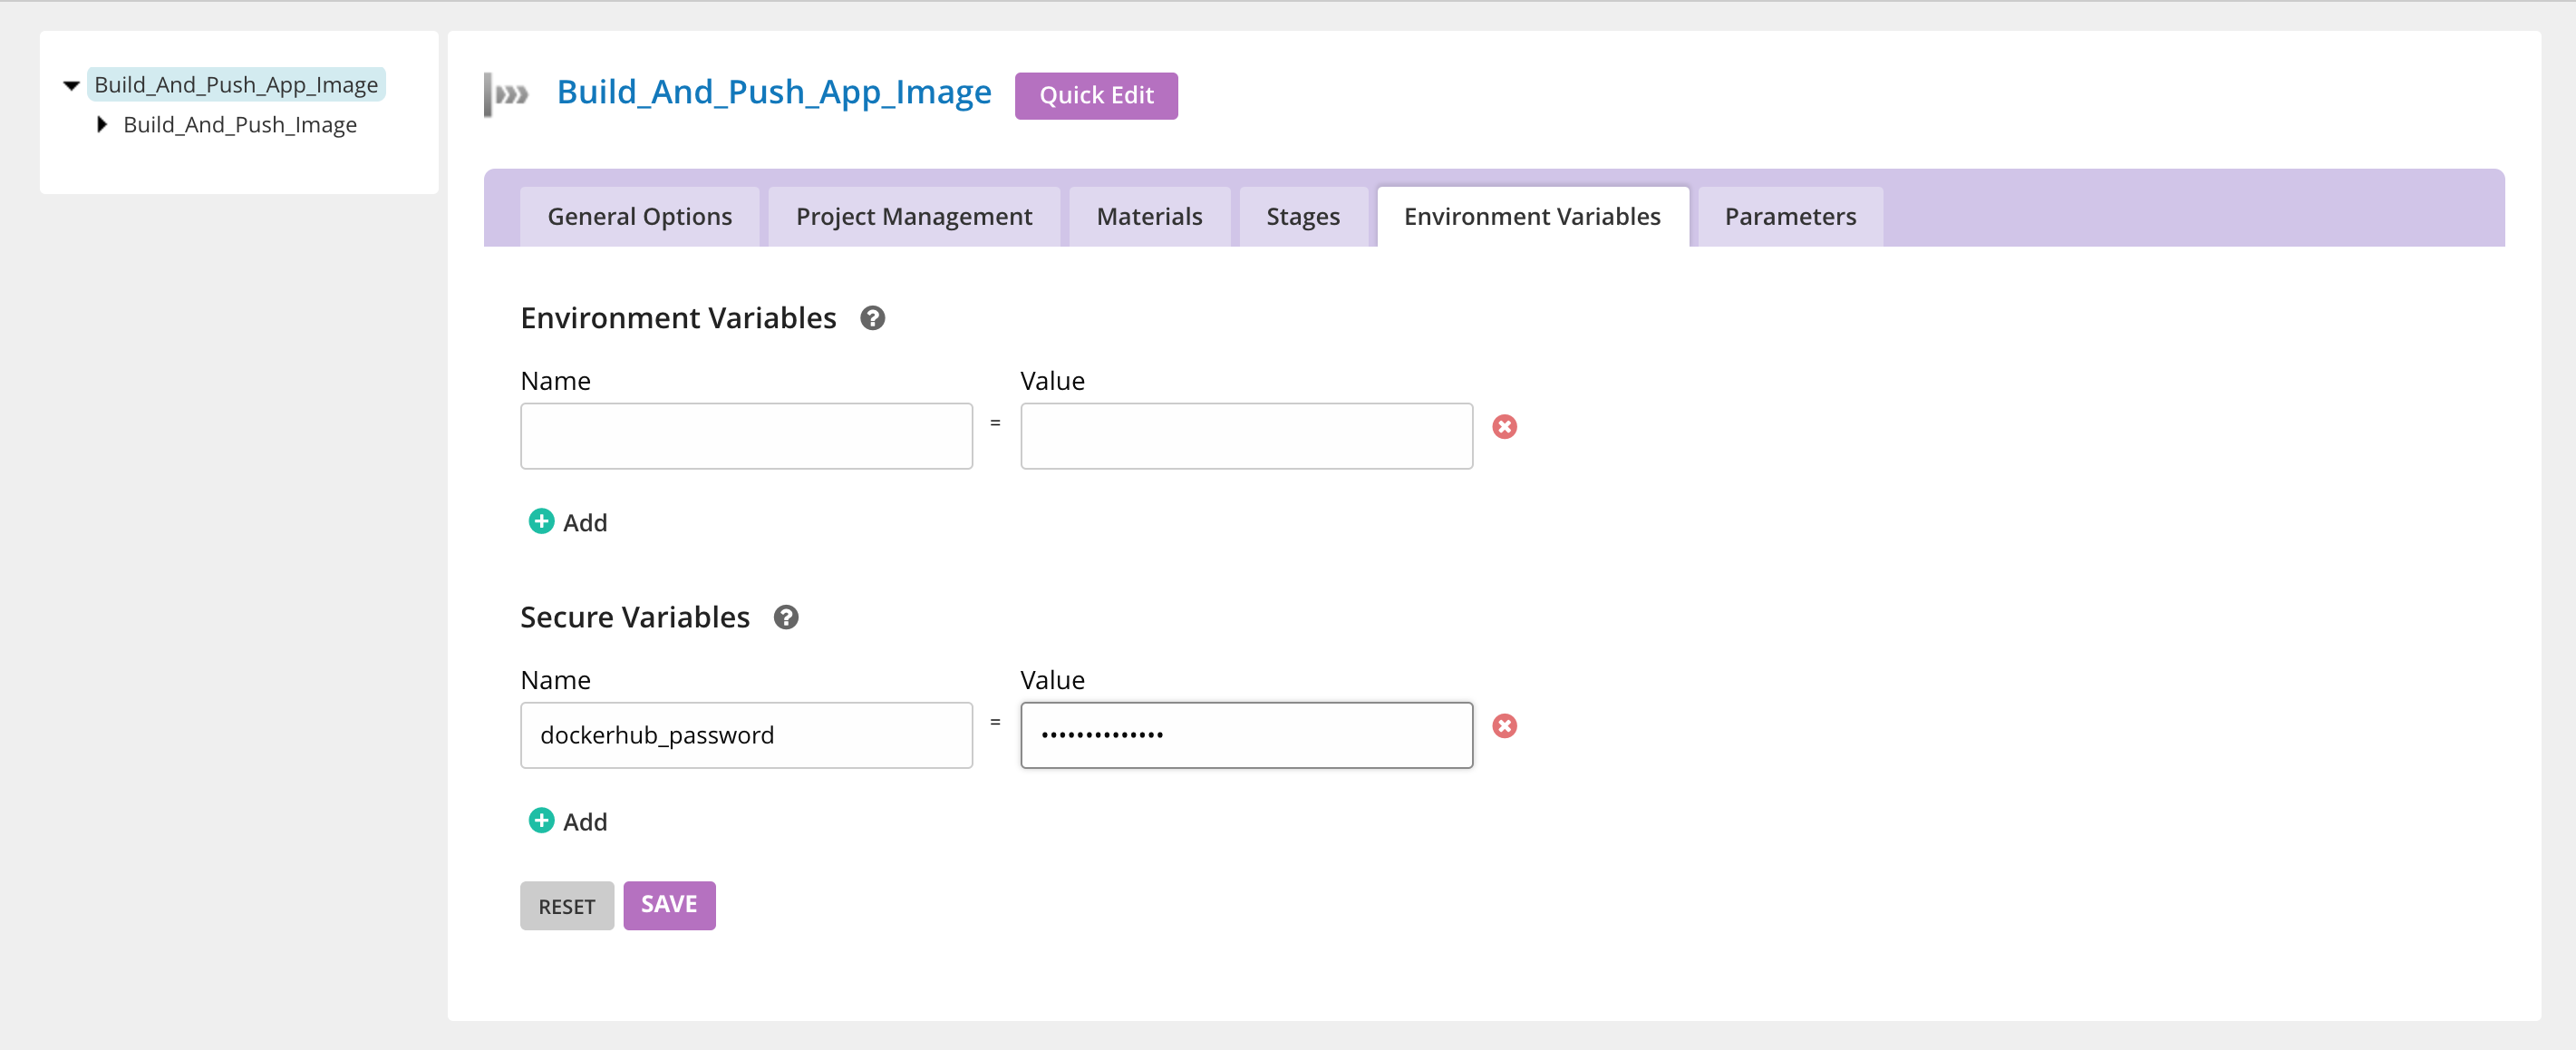 Build_And_Push_App_Image
Build_And_Push_Image
Build_And_Push_App_Image Quick Edit
General Options Project Management Materials Stages Environment Variables Parameters
Environment Variables ?
Name Value
=
Add
Secure Variables ?
Name Value
dockerhub_password = ••••••••••••••
Add
RESET SAVE